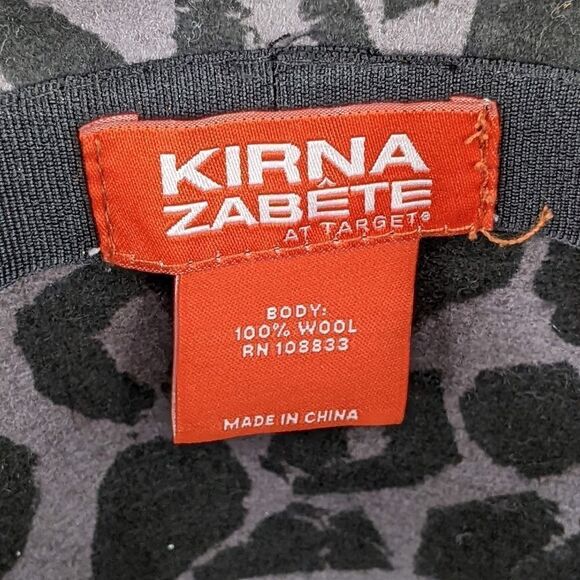 KIRNA
ZABÊTE
AT TARGET®
BODY:
100% WOOL
RN 108833
MADE IN CHINA